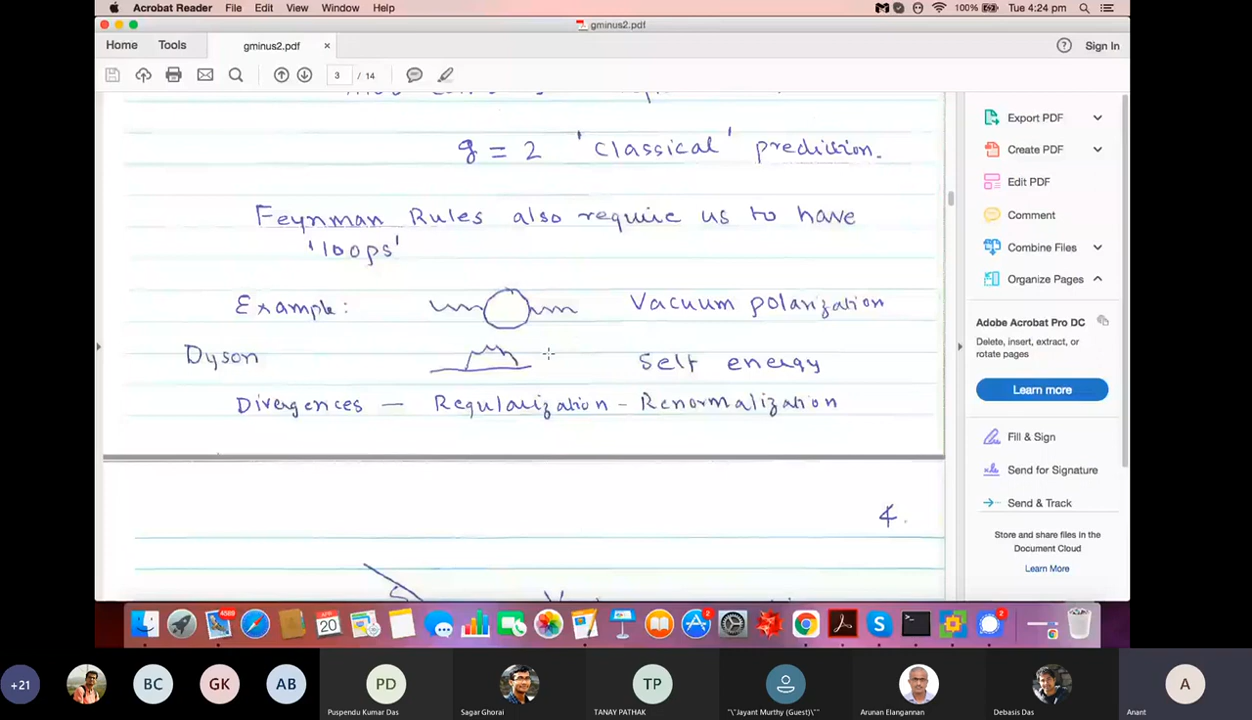 Acrobat Reader File Edit View Window Help 100% Tue 4:24 pm
gminus2.pdf
Home Tools gminus2.pdf × Sign In
3 / 14
g = 2 'classical' prediction.
Feynman Rules also require us to have
'loops'
Example: Vacuum polarization
Dyson Self energy
Divergences — Regularization - Renormalization
4.
Export PDF
Create PDF
Edit PDF
Comment
Combine Files
Organize Pages
Adobe Acrobat Pro DC
Delete, insert, extract, or
rotate pages
Learn more
Fill & Sign
Send for Signature
Send & Track
Store and share files in the
Document Cloud
Learn More
+21 BC GK AB PD TP A
Puspendu Kumar Das Sagar Ghorai TANAY PATHAK "\"Jayant Murthy (Guest)\"" Arunan Elangannan Debasis Das Anant